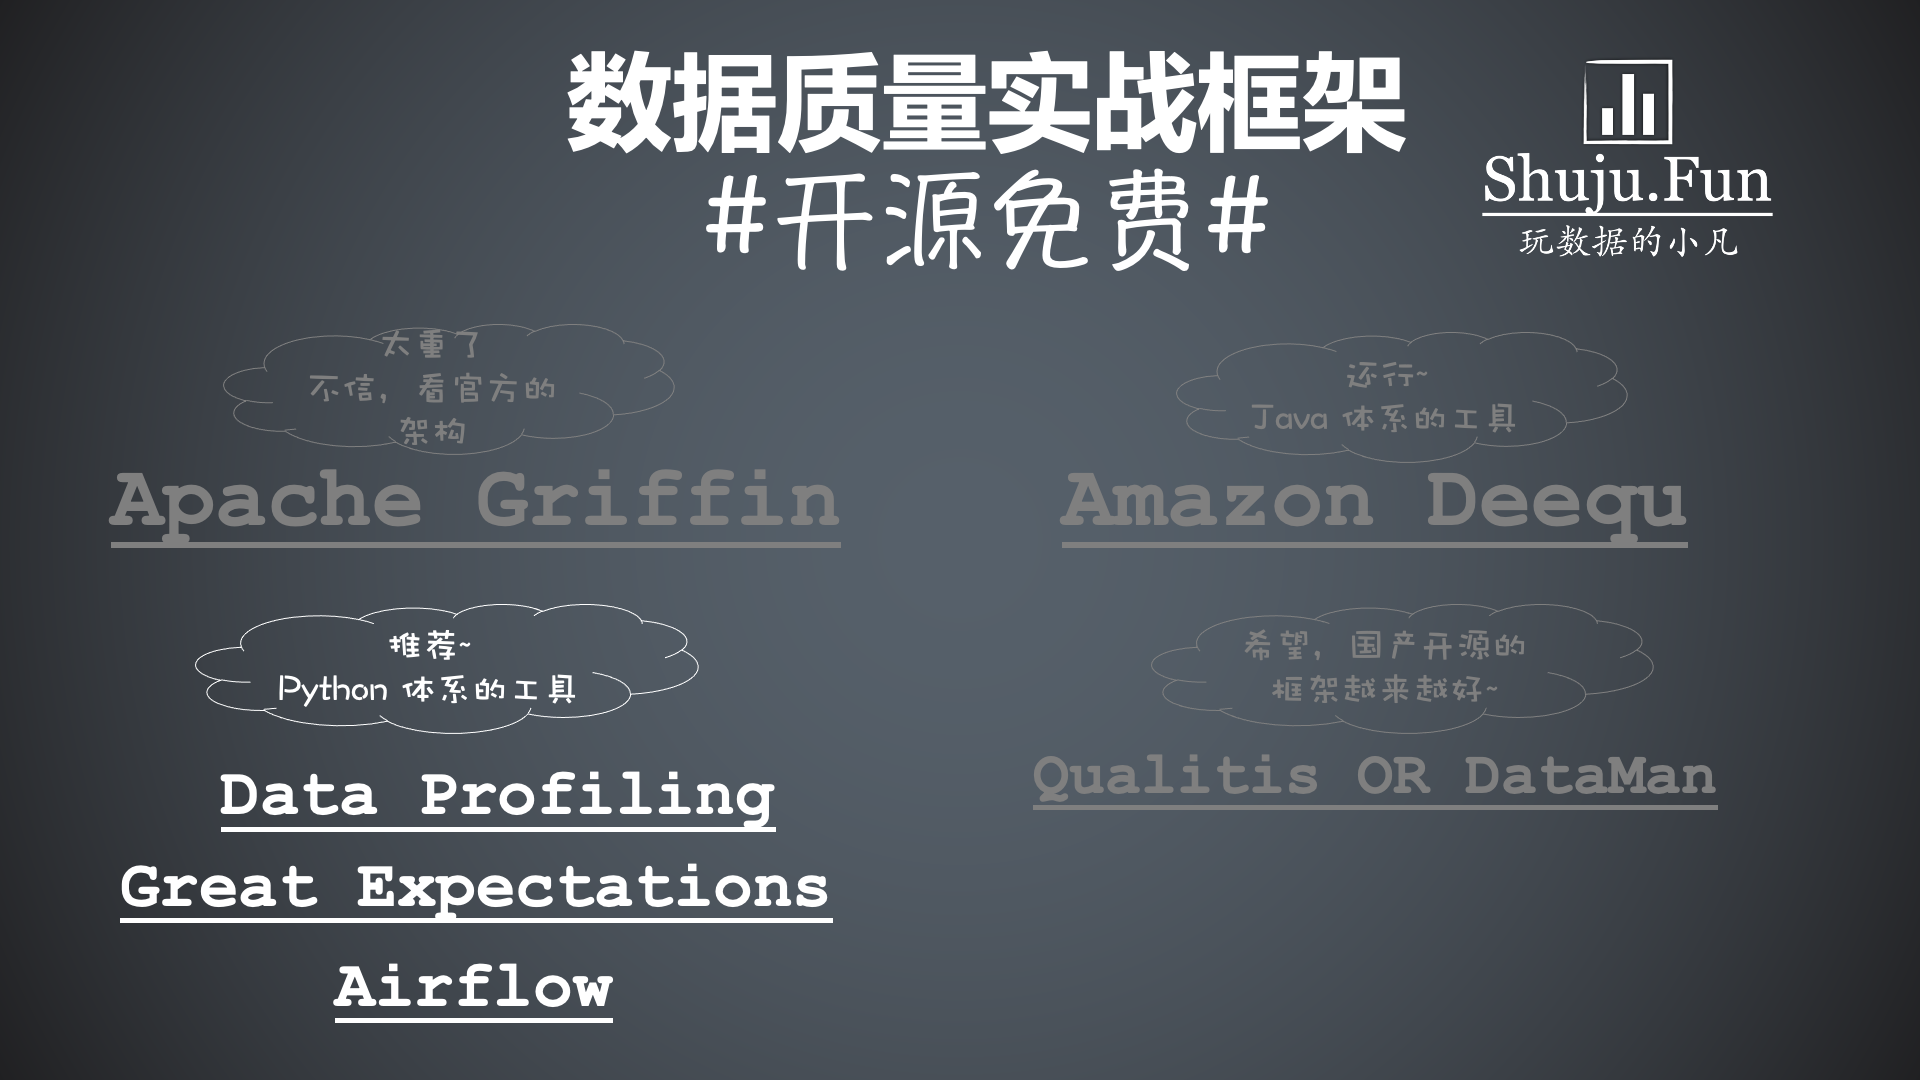 数据质量实战框架
#开源免费#
Shuju.Fun
玩数据的小凡
太重了
不信，看官方的
架构
Apache Griffin
还行~
Java 体系的工具
Amazon Deequ
推荐~
Python 体系的工具
Data Profiling
Great Expectations
Airflow
希望，国产开源的
框架越来越好~
Qualitis OR DataMan